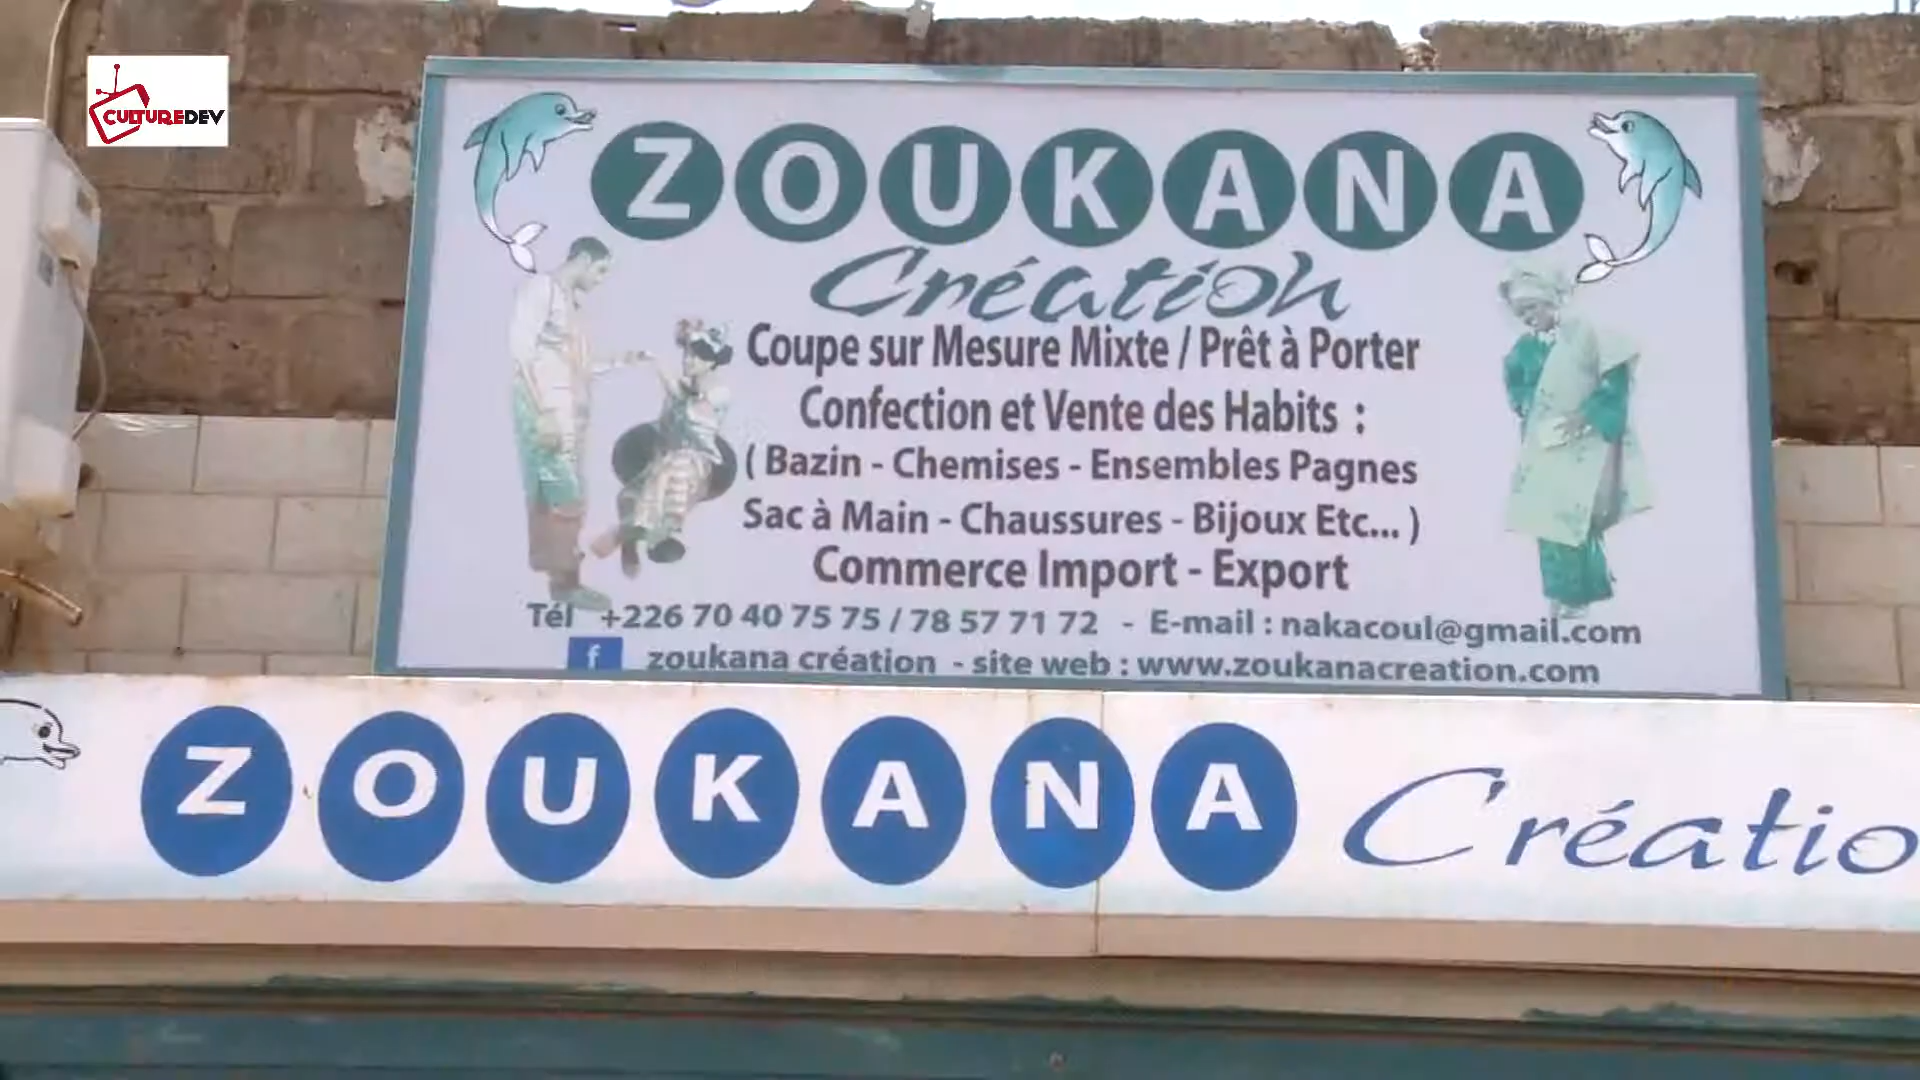 CULTUREDEV
ZOUKANA
Création
Coupe sur Mesure Mixte / Prêt à Porter
Confection et Vente des Habits :
( Bazin - Chemises - Ensembles Pagnes
Sac à Main - Chaussures - Bijoux Etc... )
Commerce Import - Export
Tél +226 70 40 75 75 / 78 57 71 72 - E-mail : nakacoul@gmail.com
f zoukana création - site web : www.zoukanacreation.com
ZOUKANA Créatio